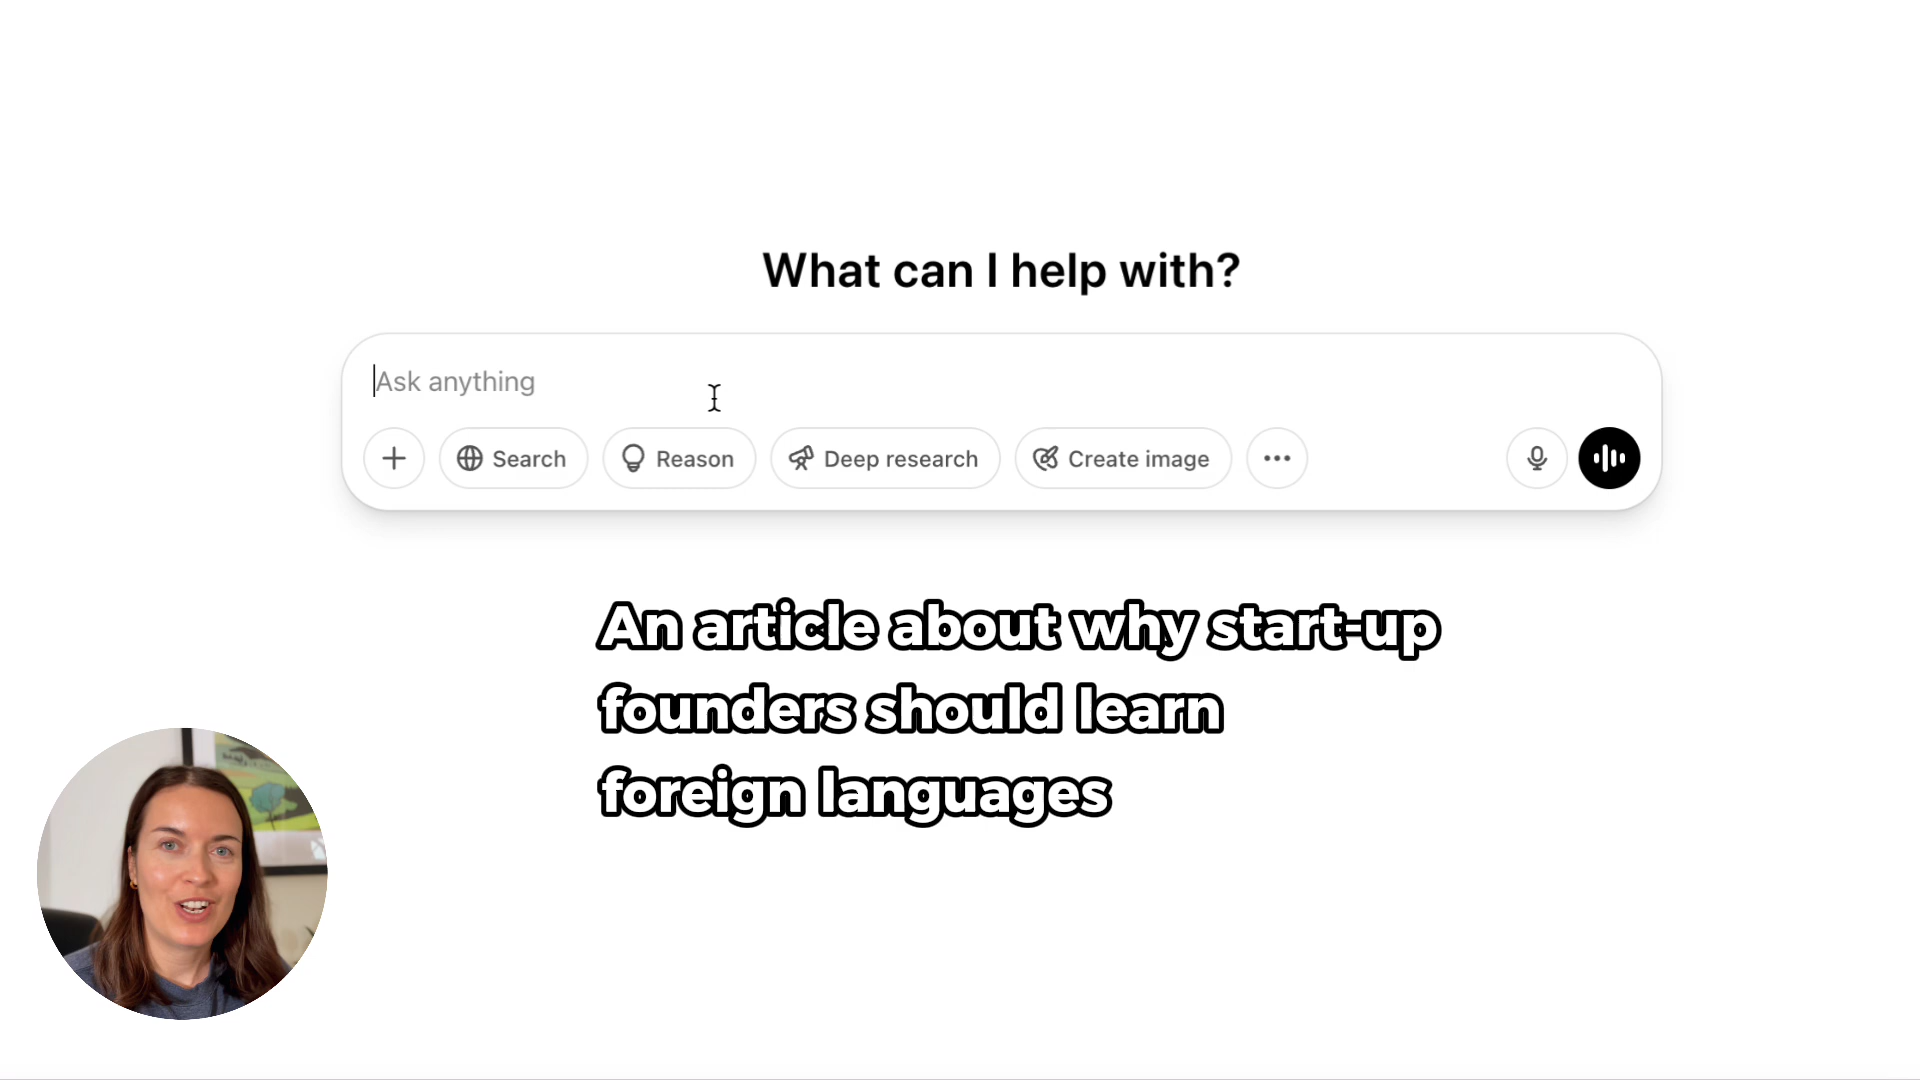 What can I help with?
Ask anything
Search
Reason
Deep research
Create image
An article about why start-up
founders should learn
foreign languages